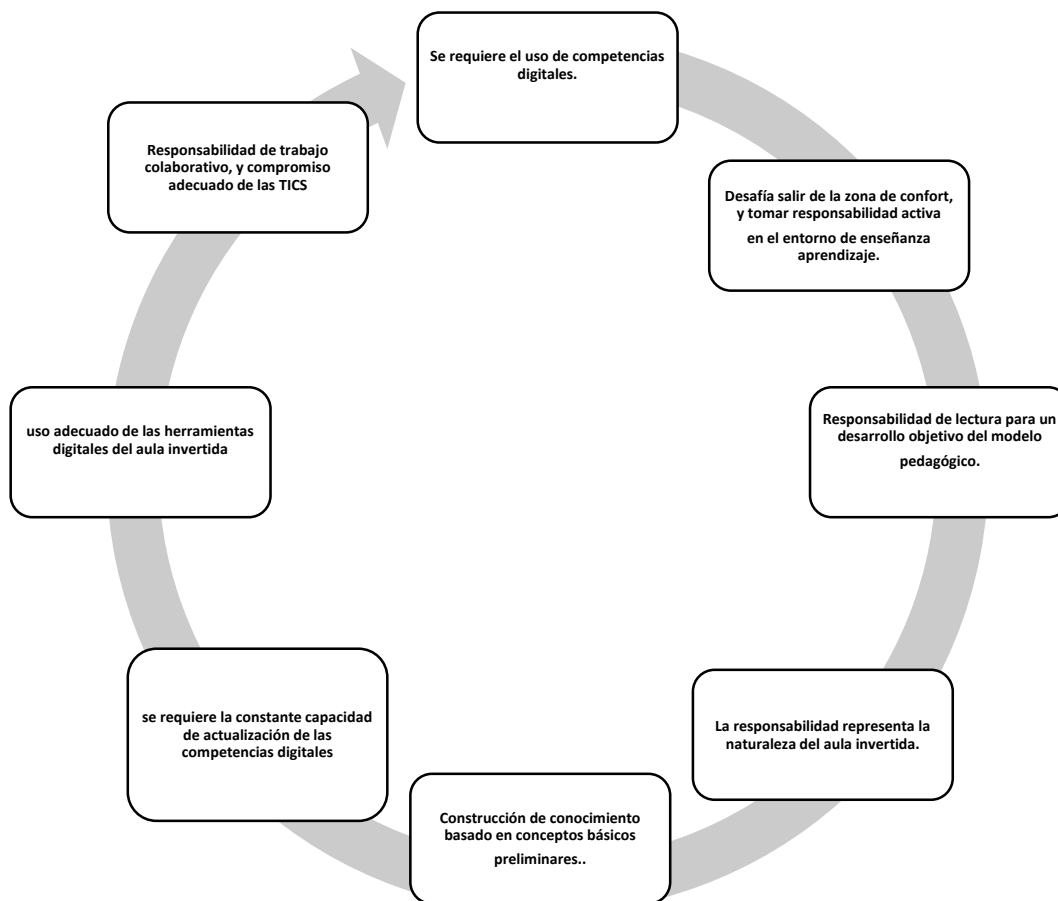 Se requiere el uso de competencias
digitales.
Desafía salir de la zona de confort,
y tomar responsabilidad activa
en el entorno de enseñanza
aprendizaje.
Responsabilidad de lectura para un
desarrollo objetivo del modelo
pedagógico.
La responsabilidad representa la
naturaleza del aula invertida.
Construcción de conocimiento
basado en conceptos básicos
preliminares..
se requiere la constante capacidad
de actualización de las
competencias digitales
uso adecuado de las herramientas
digitales del aula invertida
Responsabilidad de trabajo
colaborativo, y compromiso
adecuado de las TICS